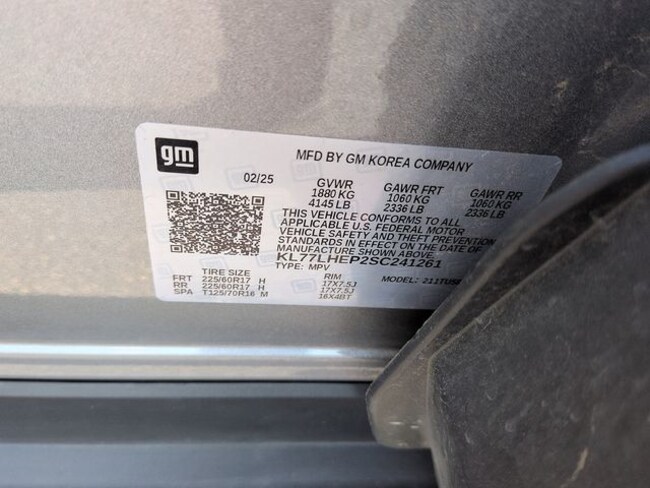 gm
MFD BY GM KOREA COMPANY
02/25 GVWR GAWR FRT GAWR RR
1880 KG 1060 KG 1060 KG
4145 LB 2336 LB 2336 LB
THIS VEHICLE CONFORMS TO ALL
APPLICABLE U.S. FEDERAL MOTOR
VEHICLE SAFETY AND THEFT PREVENTION
STANDARDS IN EFFECT ON THE DATE OF
MANUFACTURE SHOWN ABOVE.
KL77LHEP2SC241261
TYPE: MPV MODEL: 211TUS
TIRE SIZE RIM
FRT 225/60R17 H 17X7.5J
RR 225/60R17 H 17X7.5J
SPA T125/70R16 M 16X4BT